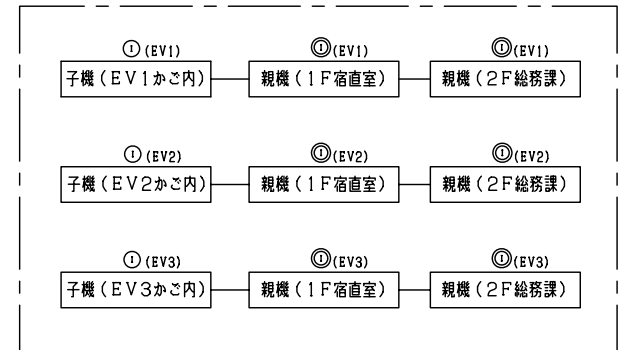 Ⓘ(EV1) Ⓘ(EV1) Ⓘ(EV1)
子機(EV1かご内) 親機(1F宿直室) 親機(2F総務課)
Ⓘ(EV2) Ⓘ(EV2) Ⓘ(EV2)
子機(EV2かご内) 親機(1F宿直室) 親機(2F総務課)
Ⓘ(EV3) Ⓘ(EV3) Ⓘ(EV3)
子機(EV3かご内) 親機(1F宿直室) 親機(2F総務課)